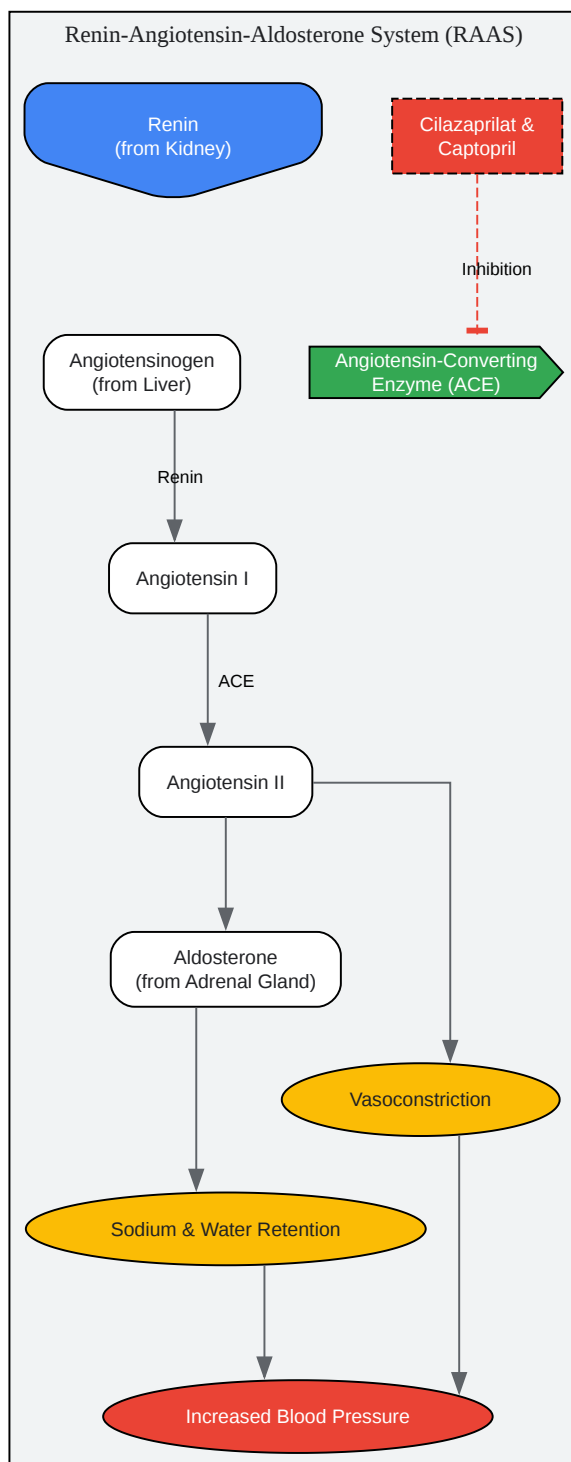 Renin-Angiotensin-Aldosterone System (RAAS)
Renin
(from Kidney)
Cilazaprilat &
Captopril
Inhibition
Angiotensinogen
(from Liver)
Angiotensin-Converting
Enzyme (ACE)
Renin
Angiotensin I
ACE
Angiotensin II
Aldosterone
(from Adrenal Gland)
Vasoconstriction
Sodium & Water Retention
Increased Blood Pressure